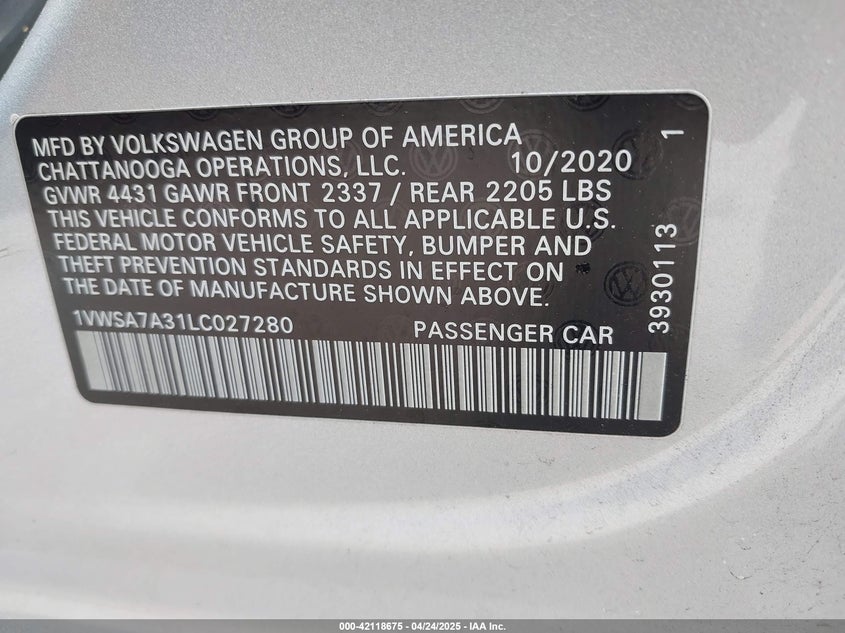 MFD BY VOLKSWAGEN GROUP OF AMERICA
CHATTANOOGA OPERATIONS, LLC. 10/2020
GVWR 4431 GAWR FRONT 2337 / REAR 2205 LBS
THIS VEHICLE CONFORMS TO ALL APPLICABLE U.S.
FEDERAL MOTOR VEHICLE SAFETY, BUMPER AND
THEFT PREVENTION STANDARDS IN EFFECT ON
THE DATE OF MANUFACTURE SHOWN ABOVE.
1VWSA7A31LC027280 PASSENGER CAR
3930113 1
000-42118675 - 04/24/2025 - IAA Inc.